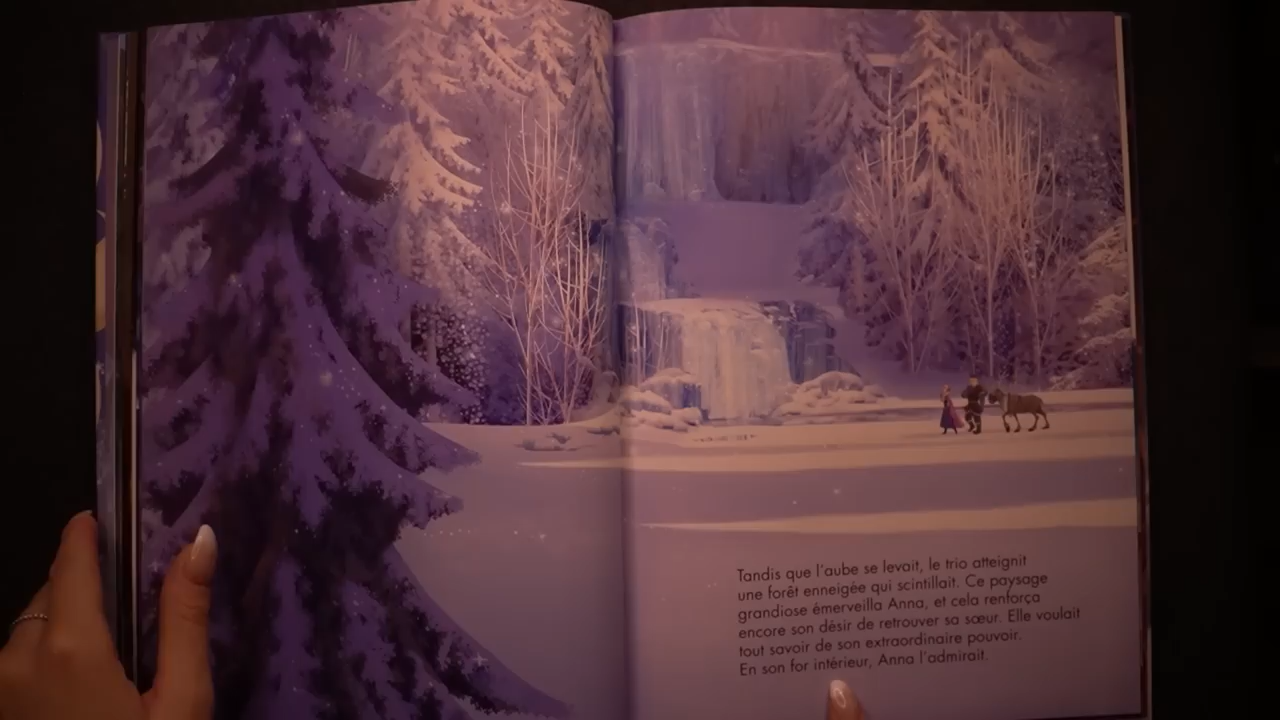 Tandis que l'aube se levait, le trio atteignit
une forêt enneigée qui scintillait. Ce paysage
grandiose émerveilla Anna, et cela renforça
encore son désir de retrouver sa sœur. Elle voulait
tout savoir de son extraordinaire pouvoir.
En son for intérieur, Anna l'admirait.